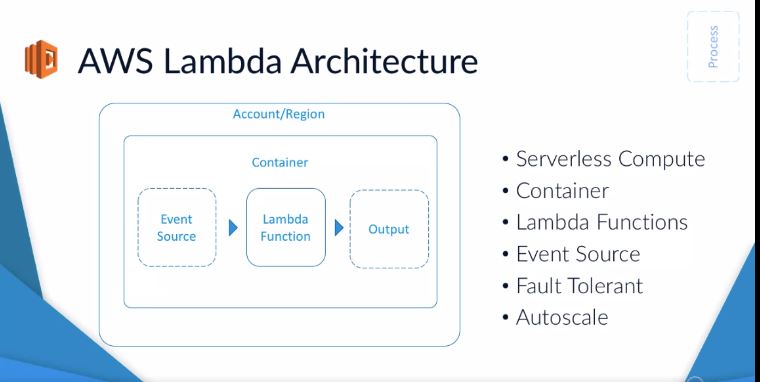 AWS Lambda Architecture
Process
Account/Region
Container
Event
Source
Lambda
Function
Output
• Serverless Compute
• Container
• Lambda Functions
• Event Source
• Fault Tolerant
• Autoscale